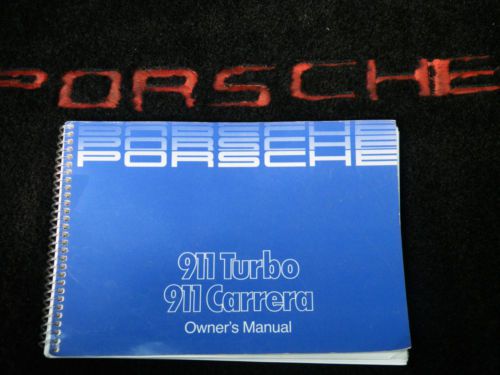 PORSCHE
PORSCHE
PORSCHE
PORSCHE
911 Turbo
911 Carrera
Owner's Manual